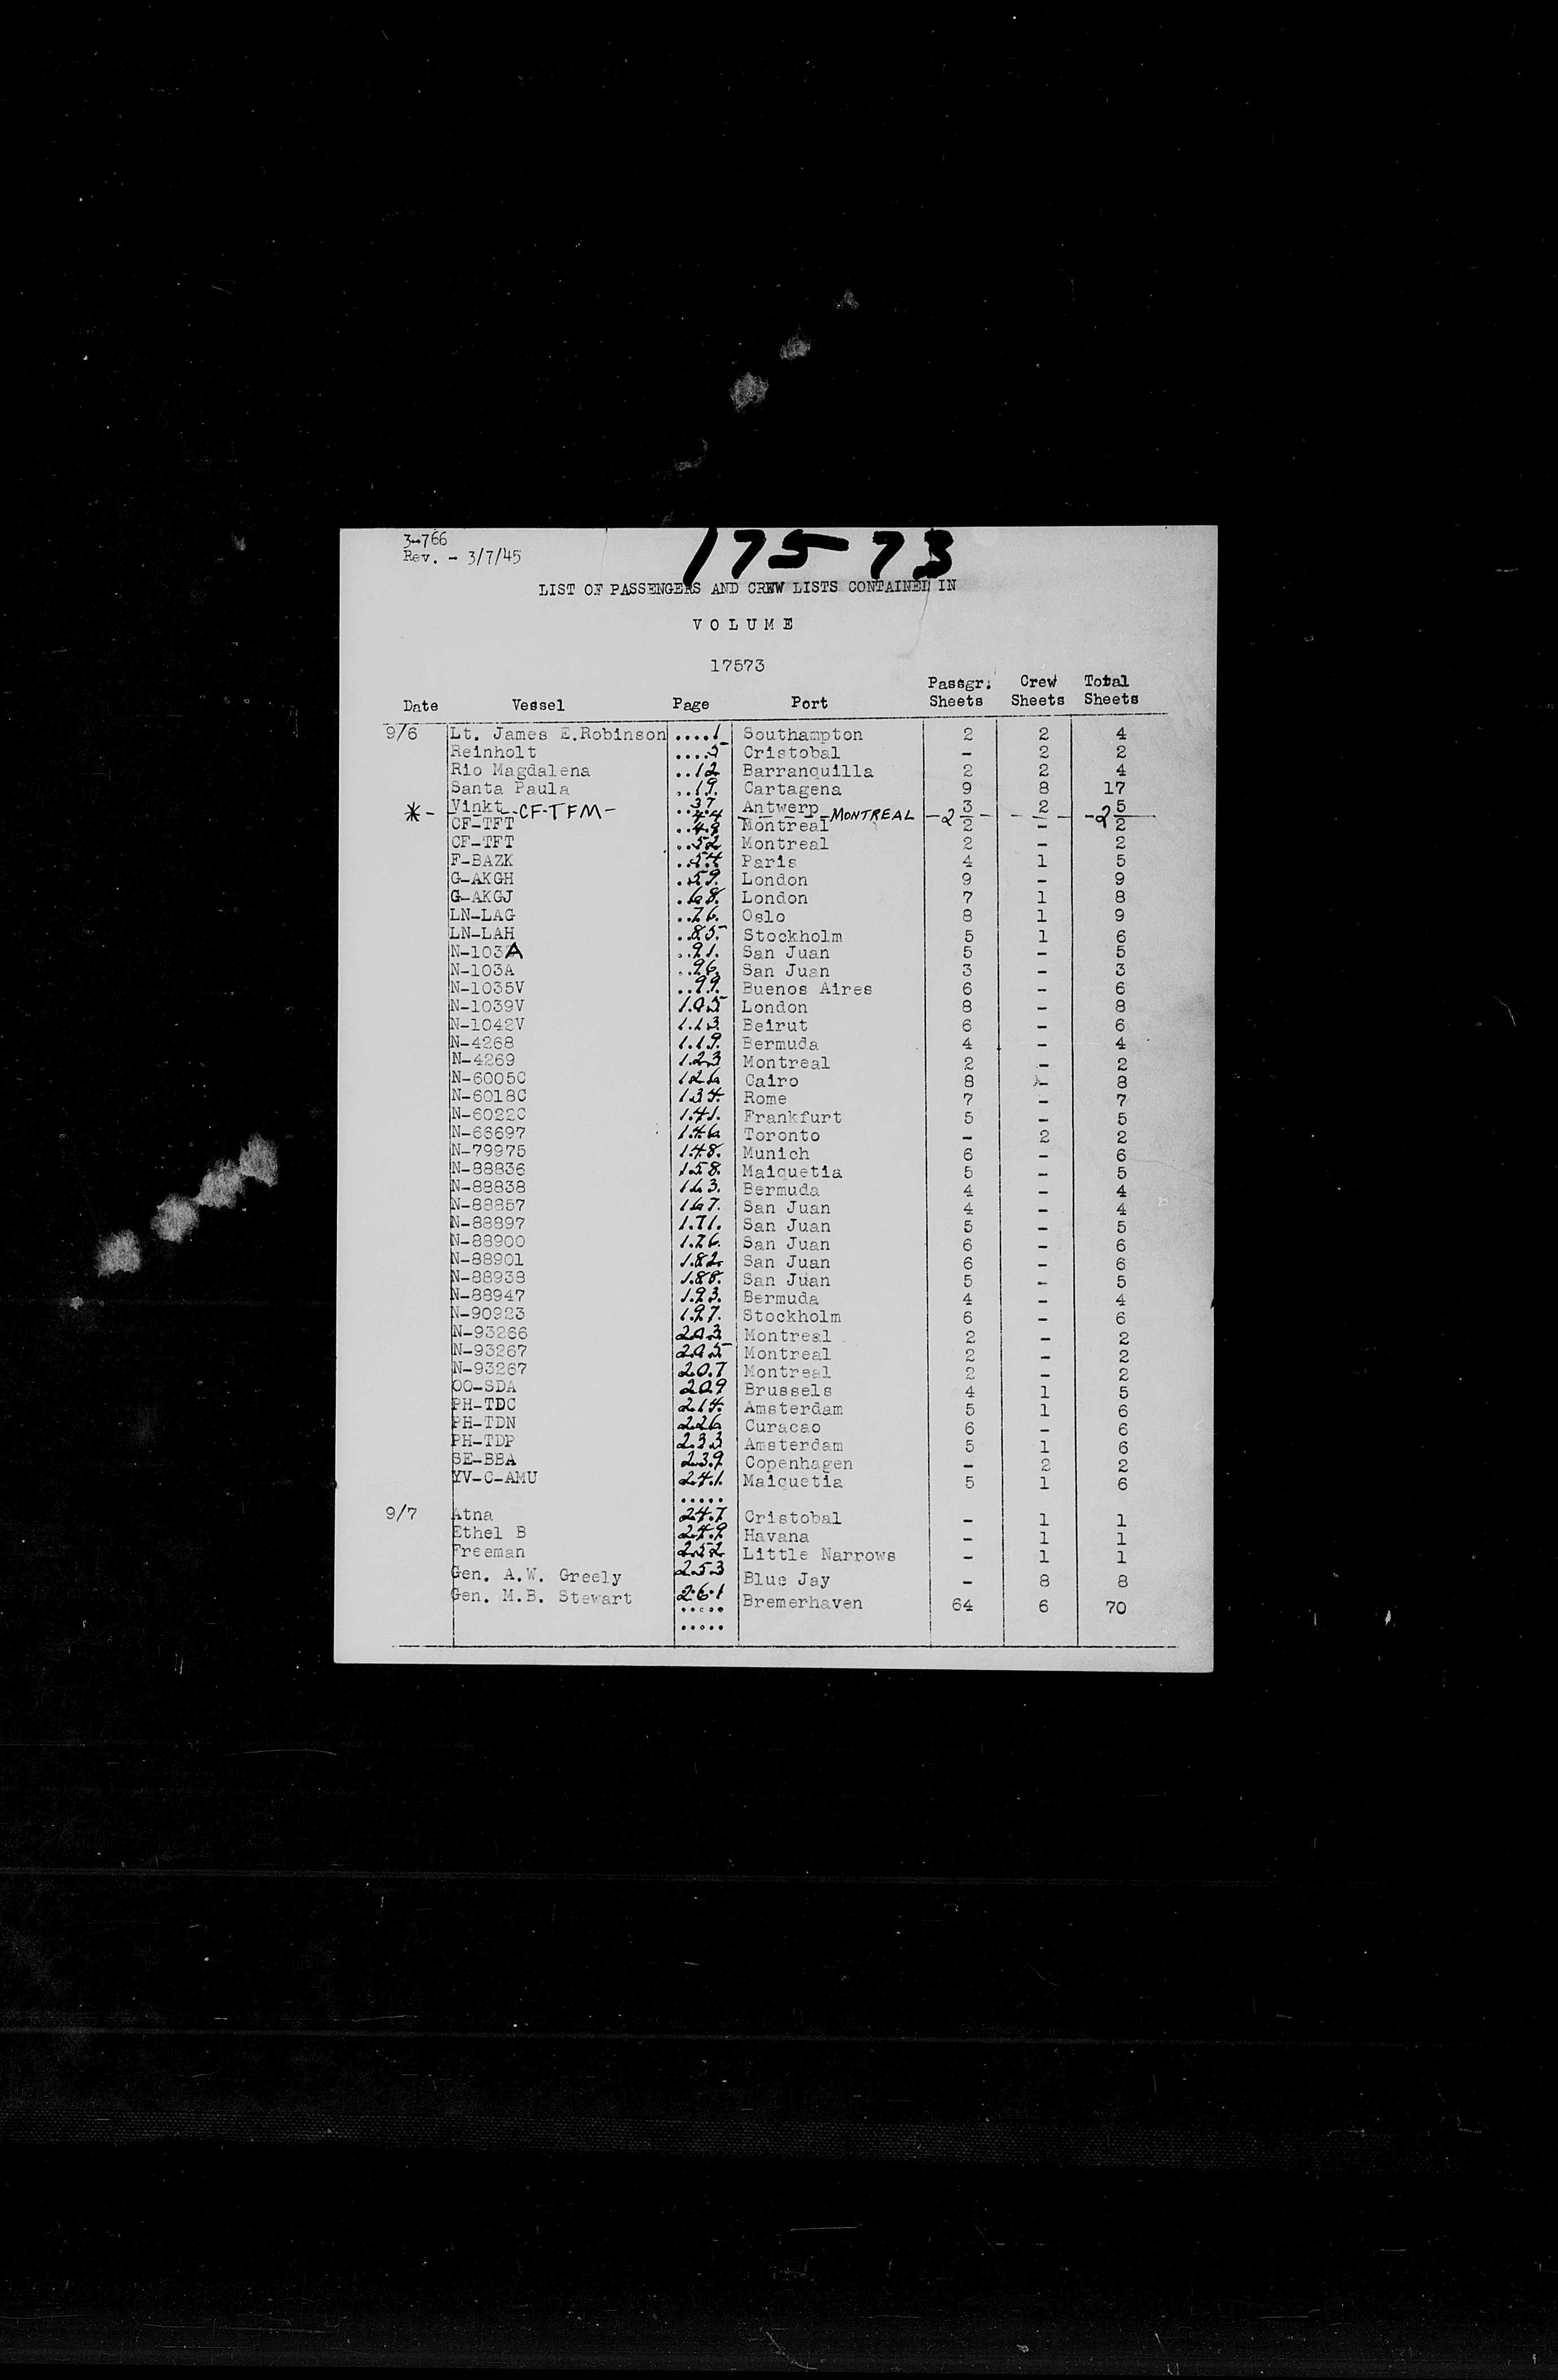 17573
3-766
Rev. - 3/7/45
LIST OF PASSENGERS AND CREW LISTS CONTAINED IN
VOLUME
17573
Date Vessel Page Port Passgr. Sheets Crew Sheets Total Sheets
9/6 Lt. James E.Robinson ....1 Southampton 2 2 4
Reinholt ....5 Cristobal - 2 2
Rio Magdalena ..12 Barranquilla 2 2 4
Santa Paula ..19. Cartagena 9 8 17
Vinkt ..37 Antwerp 3 2 5
*- CF-TFM- 44 -MONTREAL -2- - -2-
CF-TFT Montreal 2 - 2
CF-TFT ..52 Montreal 2 - 2
F-BAZK ..54 Paris 4 1 5
G-AKGH ..59. London 9 - 9
G-AKGJ ..68. London 7 1 8
LN-LAG ..76. Oslo 8 1 9
LN-LAH ..85. Stockholm 5 1 6
N-103A ..91. San Juan 5 - 5
N-103A ..96. San Juan 3 - 3
N-1035V ..99. Buenos Aires 6 - 6
N-1039V 105 London 8 - 8
N-1042V 113. Beirut 6 - 6
N-4268 119. Bermuda 4 - 4
N-4269 123 Montreal 2 - 2
N-6005C 126 Cairo 8 - 8
N-6018C 134. Rome 7 - 7
N-6022C 141. Frankfurt 5 - 5
N-66697 146 Toronto - 2 2
N-79975 148. Munich 6 - 6
N-88836 158. Maiquetia 5 - 5
N-88838 163. Bermuda 4 - 4
N-88857 167. San Juan 4 - 4
N-88897 171. San Juan 5 - 5
N-88900 176. San Juan 6 - 6
N-88901 182. San Juan 6 - 6
N-88938 188. San Juan 5 - 5
N-88947 193. Bermuda 4 - 4
N-90923 197. Stockholm 6 - 6
N-93266 203 Montreal 2 - 2
N-93267 205 Montreal 2 - 2
N-93267 207 Montreal 2 - 2
OO-SDA 209 Brussels 4 1 5
PH-TDC 214. Amsterdam 5 1 6
PH-TDN 226 Curacao 6 - 6
PH-TDP 233 Amsterdam 5 1 6
SE-BBA 239 Copenhagen - 2 2
YV-C-AMU 241. Maiquetia 5 1 6
.....
9/7 Atna 247 Cristobal - 1 1
Ethel B 249 Havana - 1 1
Freeman 252 Little Narrows - 1 1
Gen. A.W. Greely 253 Blue Jay - 8 8
Gen. M.B. Stewart 261 Bremerhaven 64 6 70
.....
.....